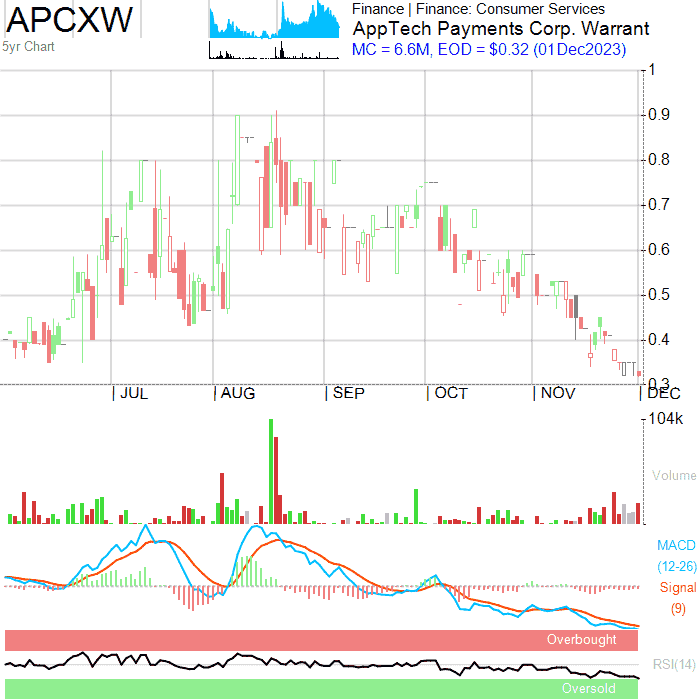 APCXW
5yr Chart
Finance | Finance: Consumer Services
AppTech Payments Corp. Warrant
MC = 6.6M, EOD = $0.32 (01Dec2023)
1
0.9
0.8
0.7
0.6
0.5
0.4
0.3
| JUL
| AUG
| SEP
| OCT
| NOV
| DEC
104k
Volume
MACD
(12-26)
Signal
(9)
Overbought
RSI(14)
Oversold